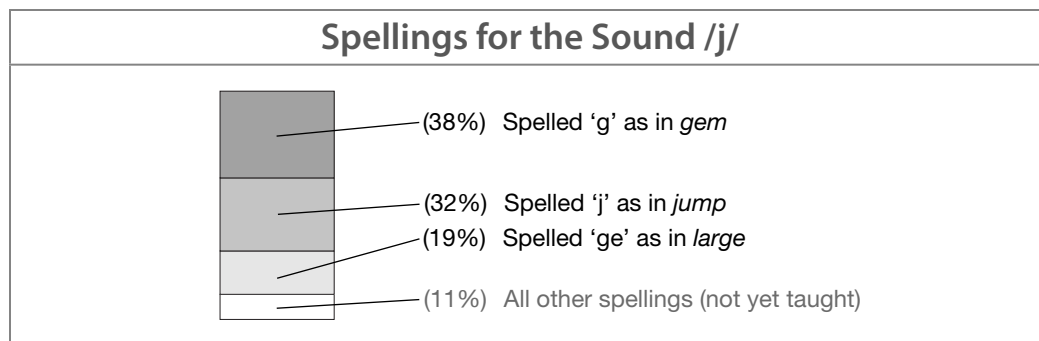 Spellings for the Sound /j/
(38%) Spelled ‘g’ as in gem
(32%) Spelled ‘j’ as in jump
(19%) Spelled ‘ge’ as in large
(11%) All other spellings (not yet taught)